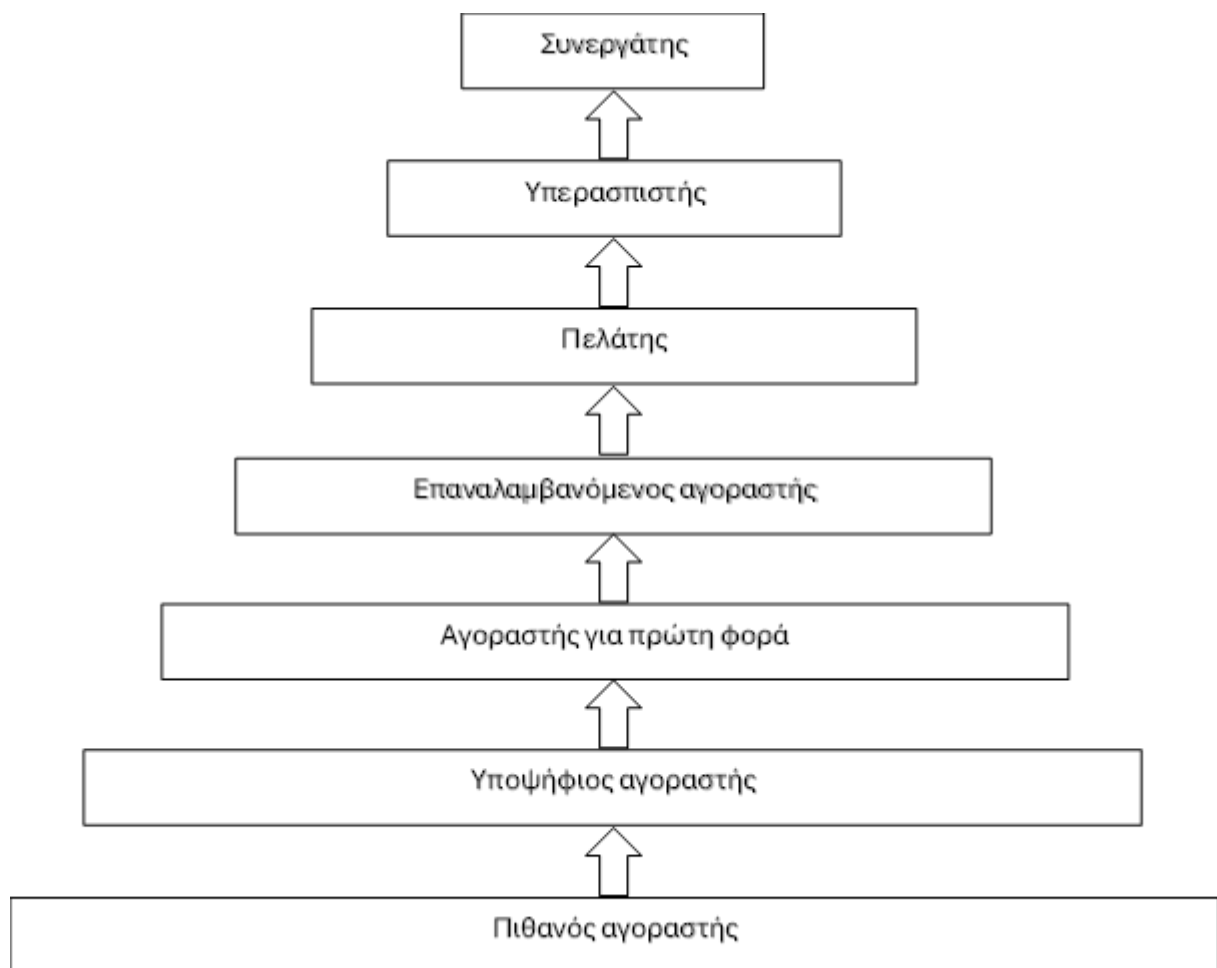 Συνεργάτης
Υπερασπιστής
Πελάτης
Επαναλαμβανόμενος αγοραστής
Αγοραστής για πρώτη φορά
Υποψήφιος αγοραστής
Πιθανός αγοραστής